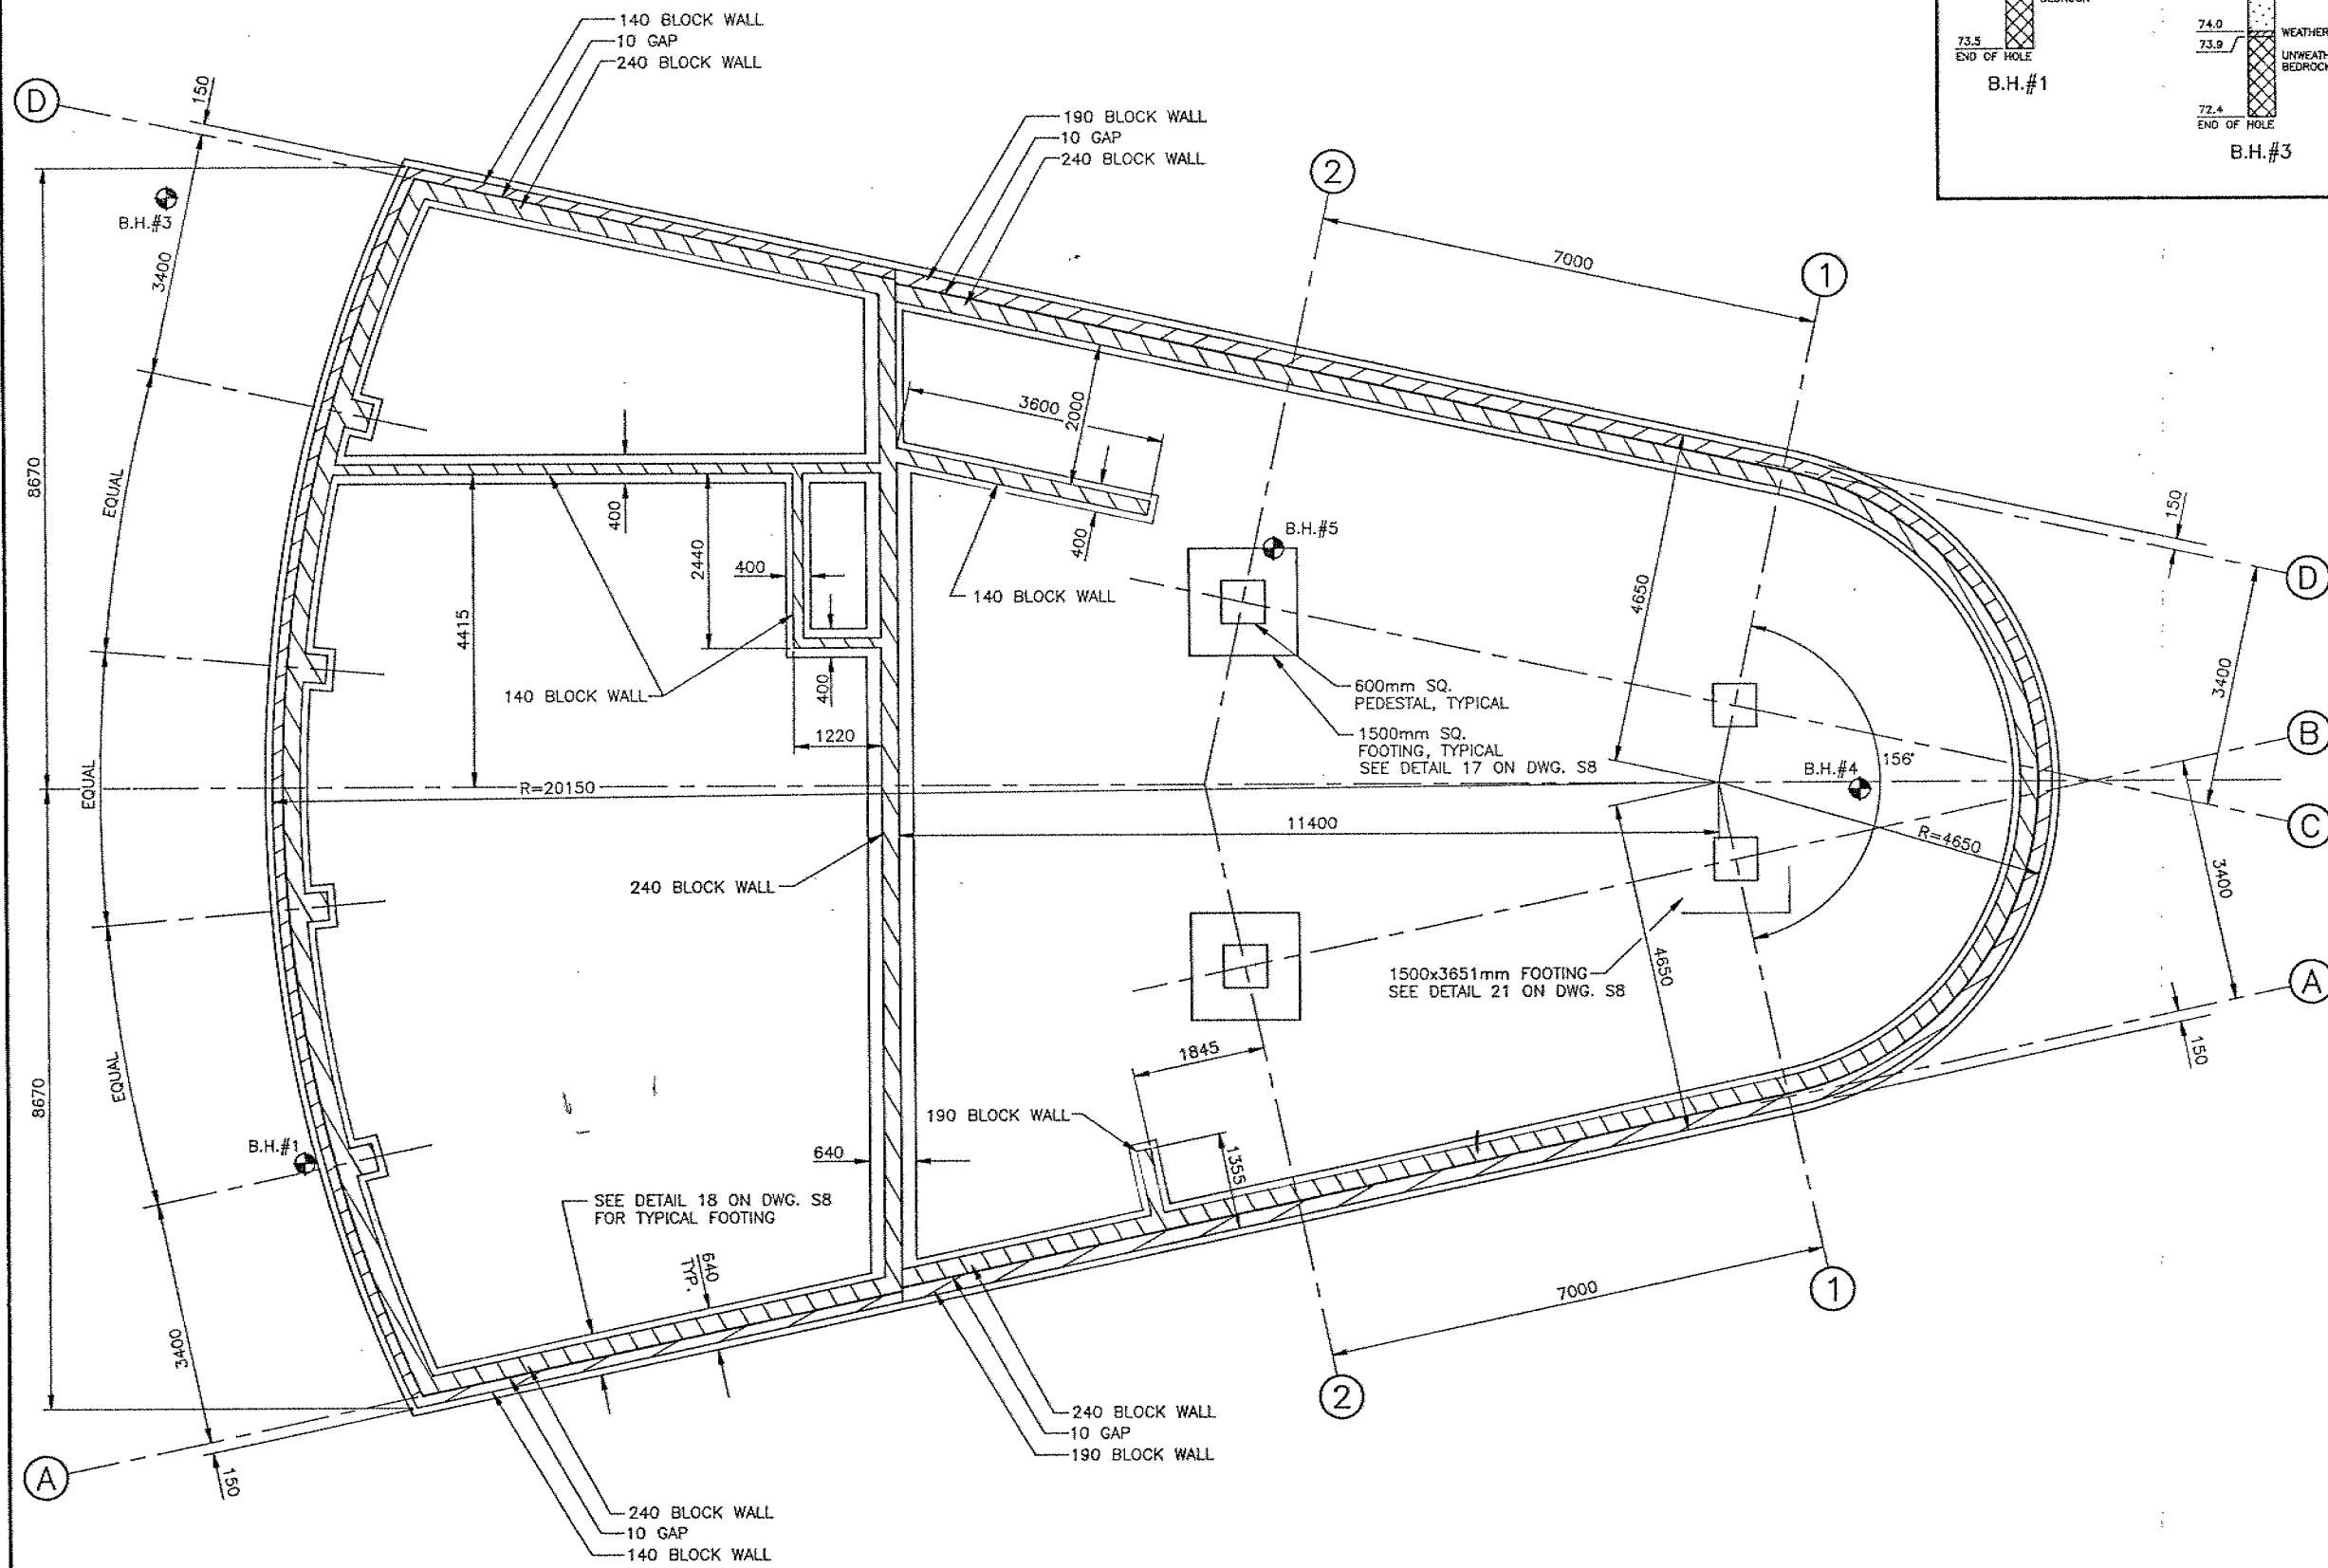 140 BLOCK WALL
10 GAP
240 BLOCK WALL
73.5
END OF HOLE
B.H.#1
74.0
73.9
72.4
END OF HOLE
B.H.#3
D
150
190 BLOCK WALL
10 GAP
240 BLOCK WALL
2
1
7000
B.H.#3
3400
8670
EQUAL
3600
2000
400
400
2440
400
4415
140 BLOCK WALL
400
1220
140 BLOCK WALL
B.H.#5
4650
150
D
3400
B
600mm SQ.
PEDESTAL, TYPICAL
1500mm SQ.
FOOTING, TYPICAL
SEE DETAIL 17 ON DWG. S8
156°
B.H.#4
EQUAL
R=20150
11400
R=4650
C
3400
240 BLOCK WALL
4650
1500x3651mm FOOTING
SEE DETAIL 21 ON DWG. S8
A
150
EQUAL
8670
B.H.#1
1845
190 BLOCK WALL
1355
640
SEE DETAIL 18 ON DWG. S8
FOR TYPICAL FOOTING
640
TYP.
7000
1
2
3400
150
A
240 BLOCK WALL
10 GAP
190 BLOCK WALL
240 BLOCK WALL
10 GAP
140 BLOCK WALL